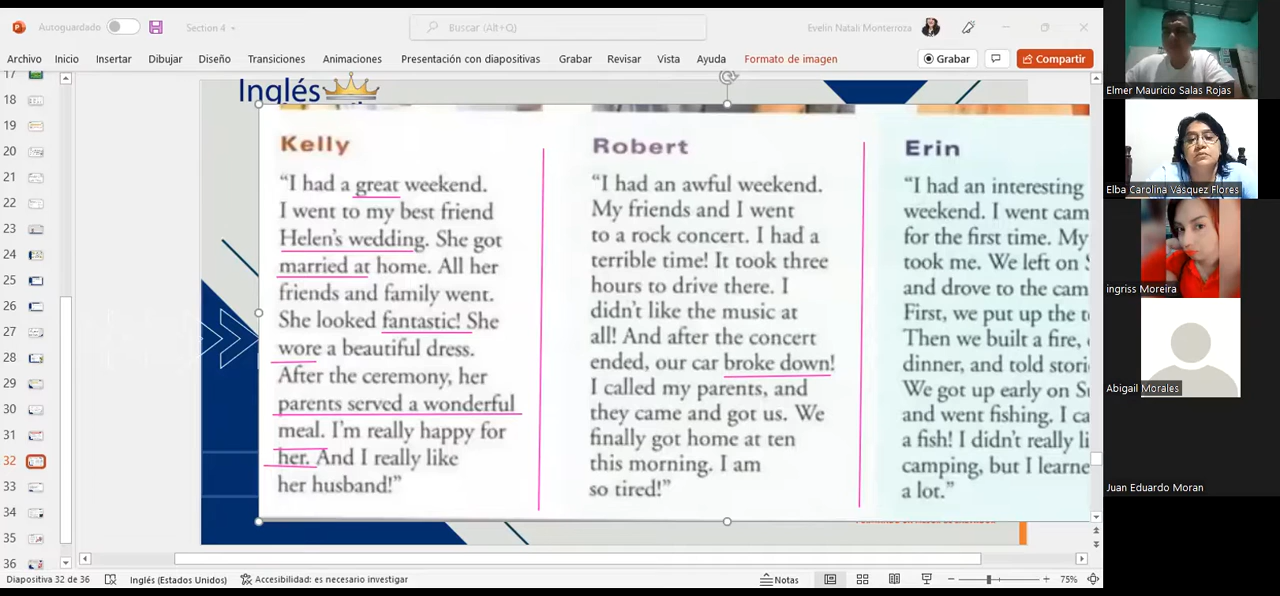 Autoguardado
Section 4
Buscar (Alt+Q)
Evelin Natali Monterroza
Archivo Inicio Insertar Dibujar Diseño Transiciones Animaciones Presentación con diapositivas Grabar Revisar Vista Ayuda Formato de imagen
Grabar
Compartir
17
18
19
20
21
22
23
24
25
26
27
28
29
30
31
32
33
34
35
36
Inglés
Kelly
“I had a great weekend.
I went to my best friend
Helen's wedding. She got
married at home. All her
friends and family went.
She looked fantastic! She
wore a beautiful dress.
After the ceremony, her
parents served a wonderful
meal. I'm really happy for
her. And I really like
her husband!”
Robert
“I had an awful weekend.
My friends and I went
to a rock concert. I had a
terrible time! It took three
hours to drive there. I
didn't like the music at
all! And after the concert
ended, our car broke down!
I called my parents, and
they came and got us. We
finally got home at ten
this morning. I am
so tired!”
Erin
“I had an interesting
weekend. I went cam
for the first time. My
took me. We left on S
and drove to the cam
First, we put up the t
Then we built a fire,
dinner, and told stori
We got up early on Su
and went fishing. I ca
a fish! I didn't really li
camping, but I learne
a lot.”
Diapositiva 32 de 36
Inglés (Estados Unidos)
Accesibilidad: es necesario investigar
Notas
75%
Elmer Mauricio Salas Rojas
Elba Carolina Vásquez Flores
ingriss Moreira
Abigail Morales
Juan Eduardo Moran